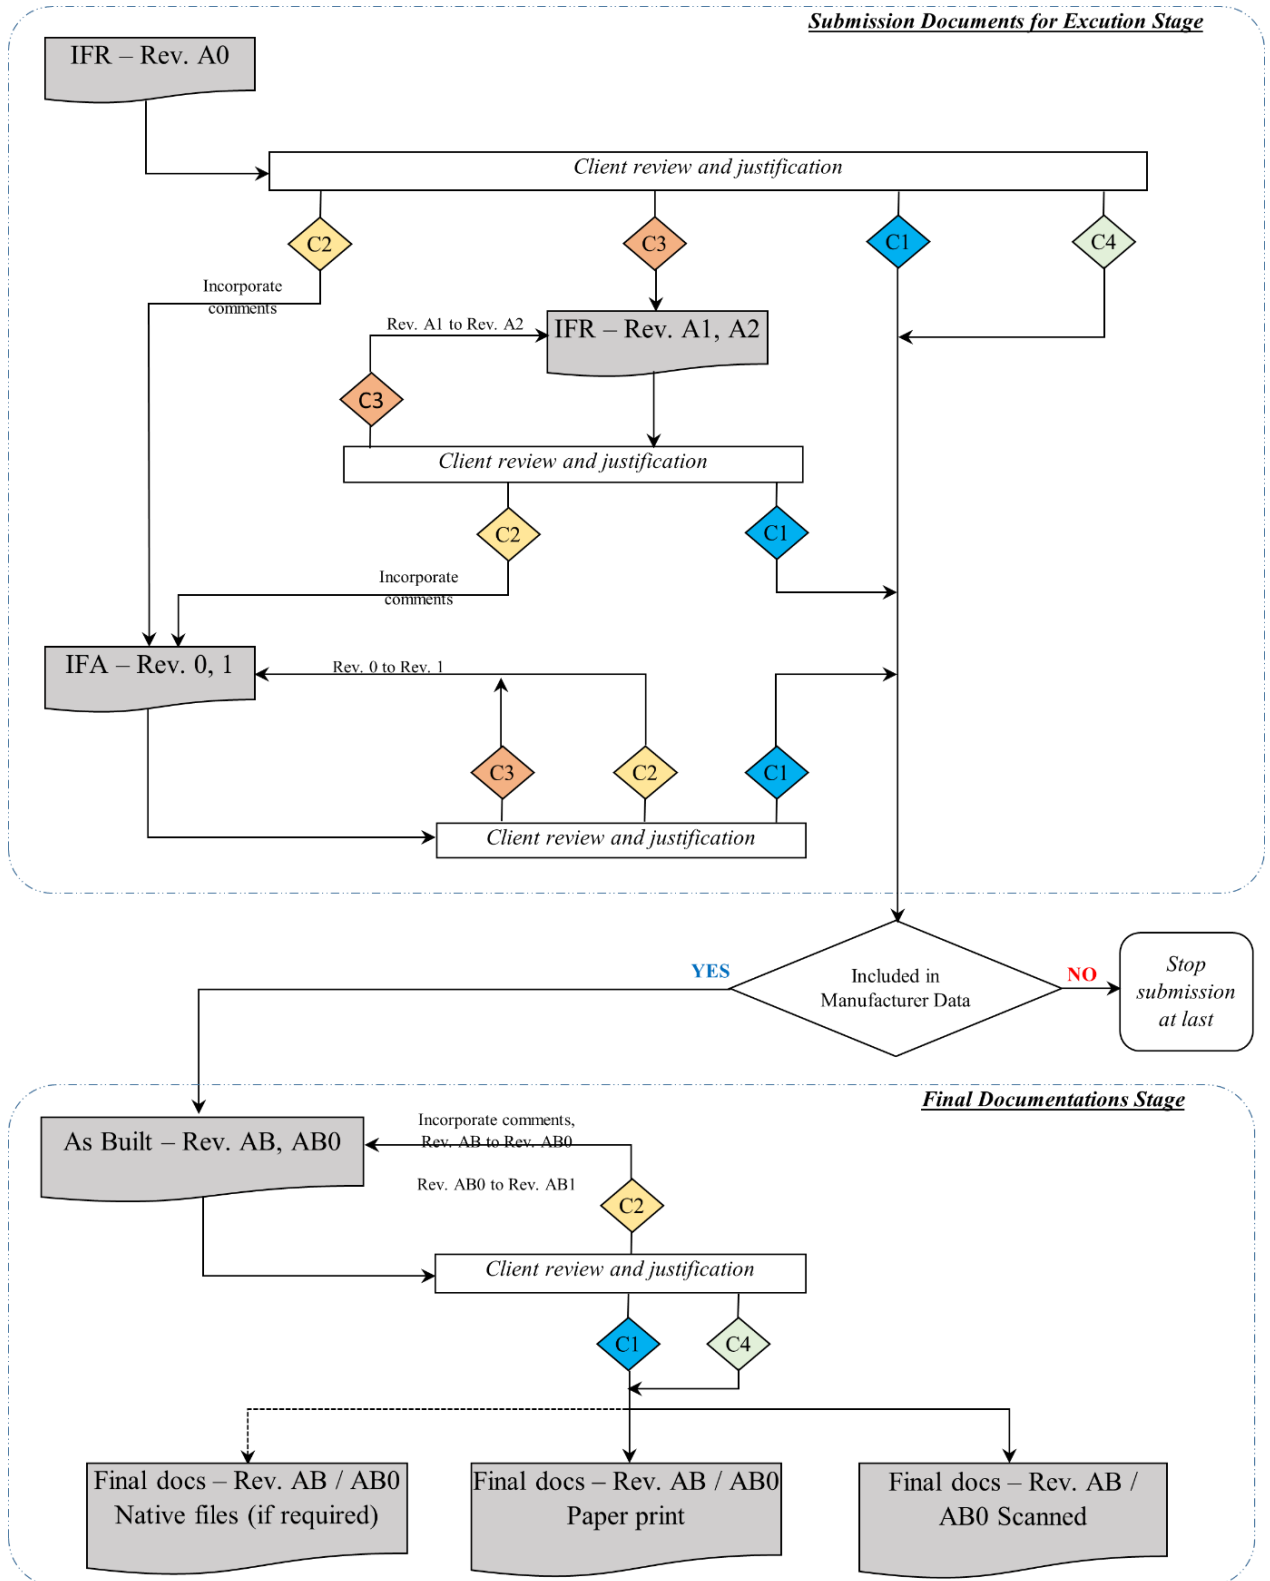 Submission Documents for Excution Stage
IFR – Rev. A0
Client review and justification
C2
C3
C1
C4
Incorporate
comments
Rev. A1 to Rev. A2
IFR – Rev. A1, A2
C3
Client review and justification
C2
C1
Incorporate
comments
IFA – Rev. 0, 1
Rev. 0 to Rev. 1
C3
C2
C1
Client review and justification
YES
Included in
Manufacturer Data
NO
Stop
submission
at last
Final Documentations Stage
As Built – Rev. AB, AB0
Incorporate comments,
Rev. AB to Rev. AB0
Rev. AB0 to Rev. AB1
C2
Client review and justification
C1
C4
Final docs – Rev. AB / AB0
Native files (if required)
Final docs – Rev. AB / AB0
Paper print
Final docs – Rev. AB /
AB0 Scanned